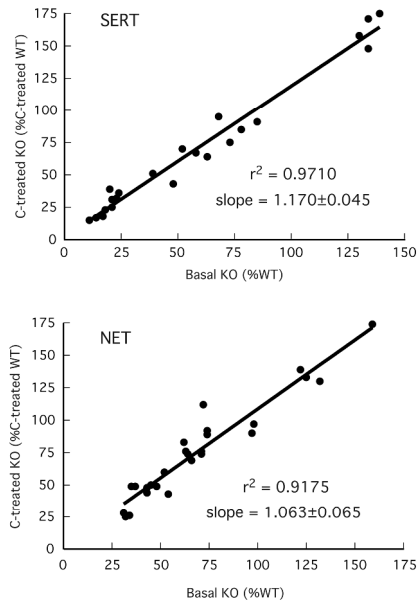 SERT
C-treated KO (%C-treated WT)
175
150
125
100
75
50
25
0
r² = 0.9710
slope = 1.170±0.045
0 25 50 75 100 125 150
Basal KO (%WT)
NET
C-treated KO (%C-treated WT)
175
150
125
100
75
50
25
0
r² = 0.9175
slope = 1.063±0.065
0 25 50 75 100 125 150 175
Basal KO (%WT)